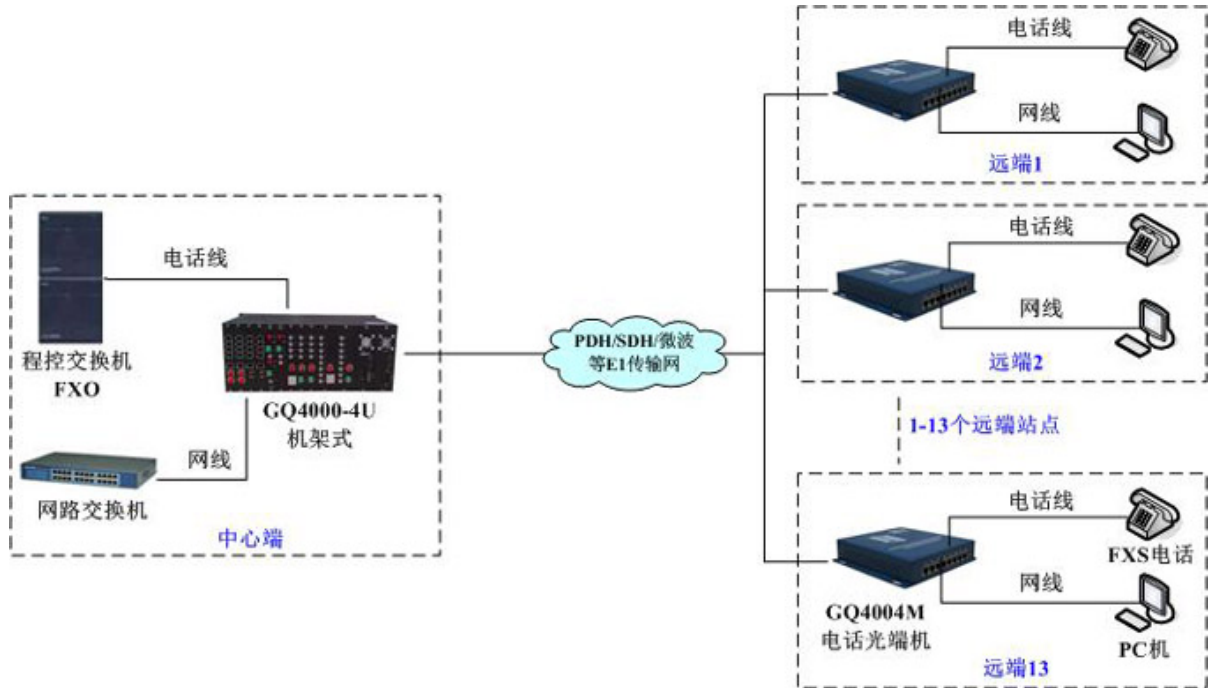 电话线
程控交换机
FXO
GQ4000-4U
机架式
网线
网路交换机
中心端
PDH/SDH/微波
等E1传输网
电话线
网线
远端1
电话线
网线
远端2
1-13个远端站点
电话线
FXS电话
网线
GQ4004M
电话光端机
PC机
远端13